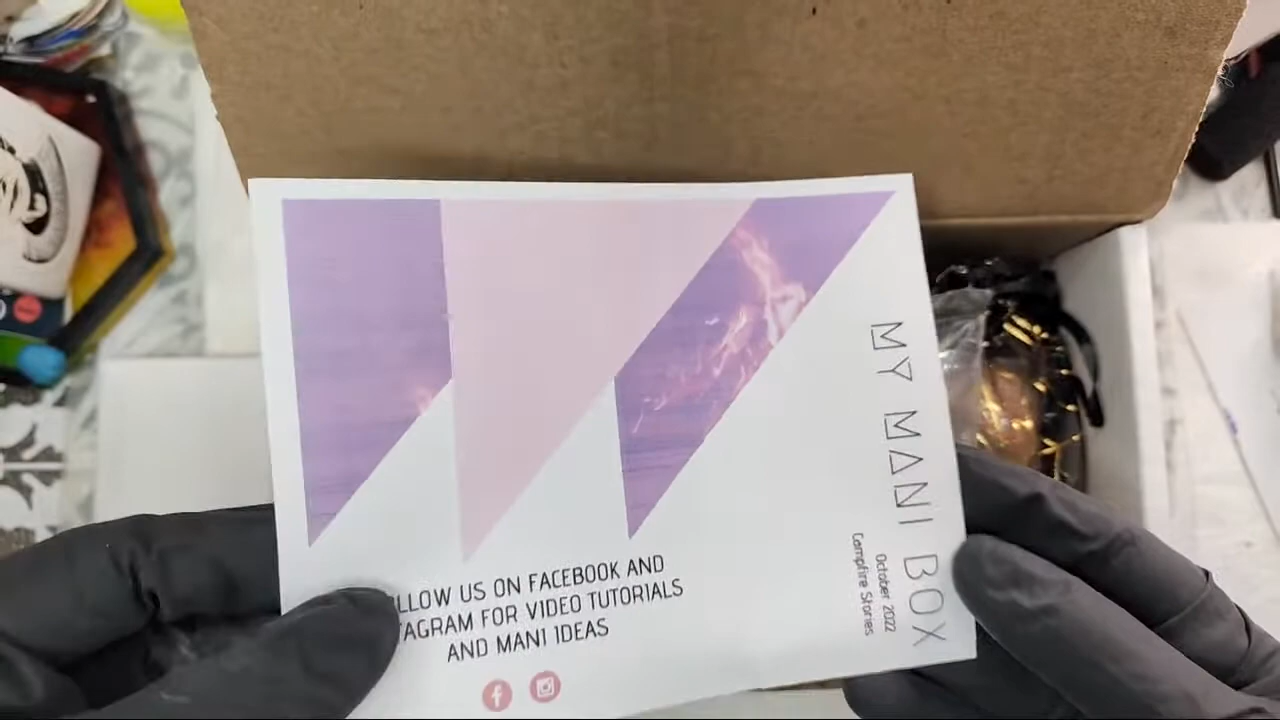 MY MANI BOX
October 2022
Campfire Stories
LLOW US ON FACEBOOK AND
TAGRAM FOR VIDEO TUTORIALS
AND MANI IDEAS